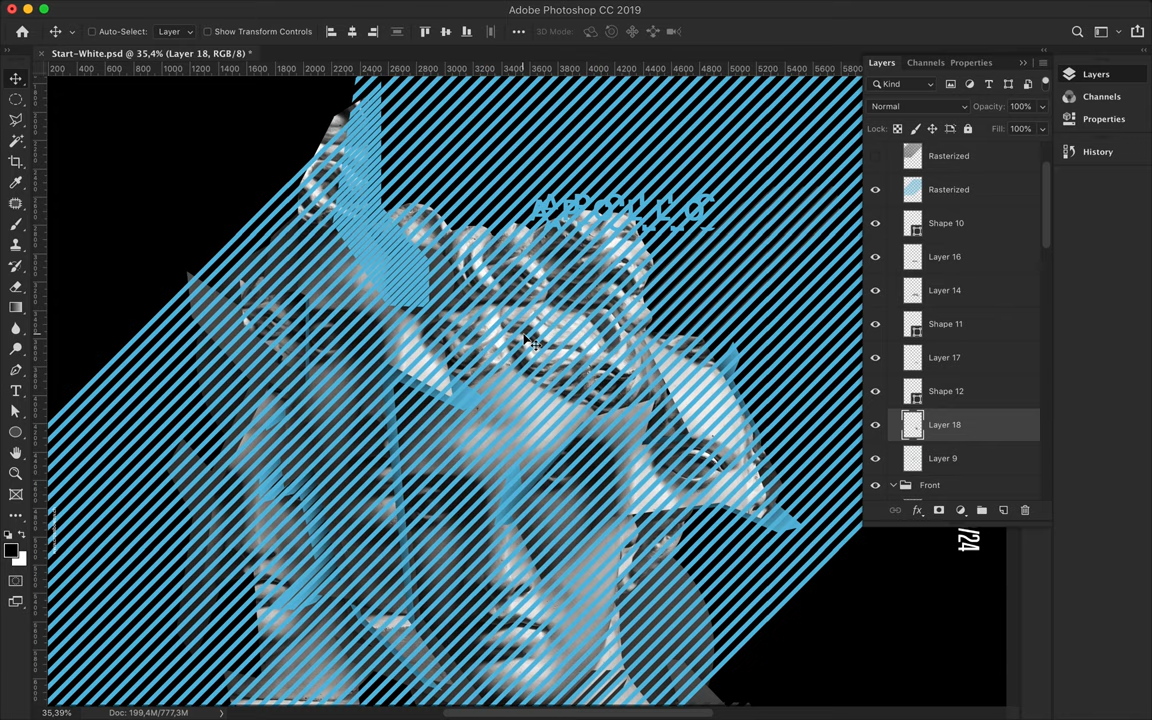 Adobe Photoshop CC 2019
Auto-Select: Layer Show Transform Controls 3D Mode:
Start-White.psd @ 35,4% (Layer 18, RGB/8) *
200 400 600 800 1000 1200 1400 1600 1800 2000 2200 2400 2600 2800 3000 3200 3400 3600 3800 4000 4200 4400 4600 4800 5000 5200 5400 5600 5800
Layers Channels Properties
Kind
Normal Opacity: 100%
Lock: Fill: 100%
Rasterized
Rasterized
Shape 10
Layer 16
Layer 14
Shape 11
Layer 17
Shape 12
Layer 18
Layer 9
Front
Layers
Channels
Properties
History
/24
35,39% Doc: 199,4M/777,3M